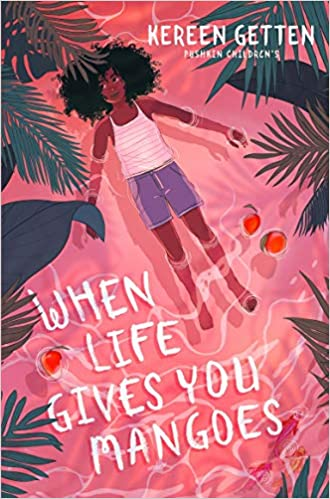 KEREEN GETTEN
PUSHKIN CHILDREN'S
WHEN
LIFE
GIVES YOU
MANGOES